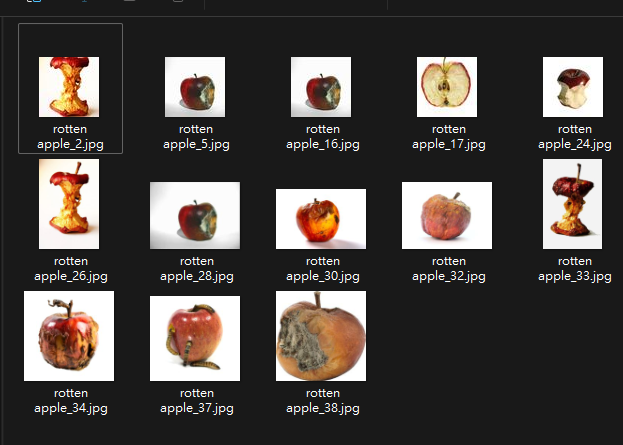 rotten
apple_2.jpg
rotten
apple_5.jpg
rotten
apple_16.jpg
rotten
apple_17.jpg
rotten
apple_24.jpg
rotten
apple_26.jpg
rotten
apple_28.jpg
rotten
apple_30.jpg
rotten
apple_32.jpg
rotten
apple_33.jpg
rotten
apple_34.jpg
rotten
apple_37.jpg
rotten
apple_38.jpg